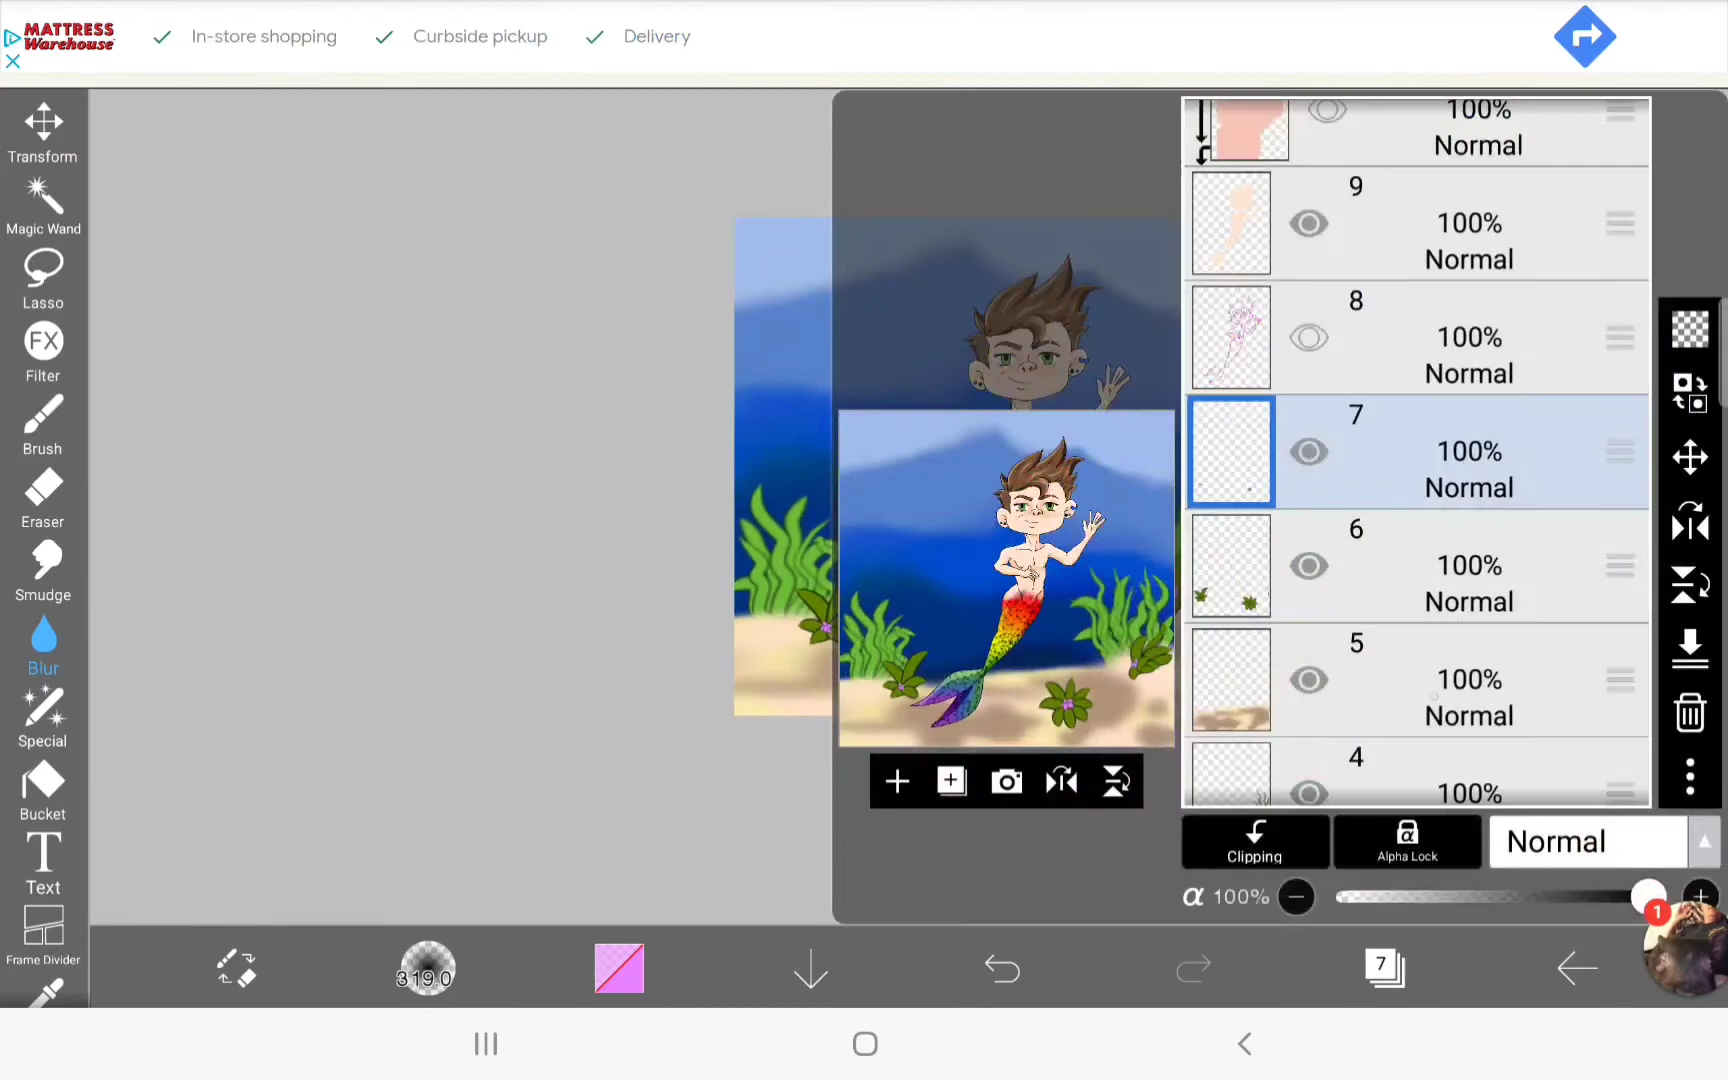 MATTRESS
Warehouse
In-store shopping
Curbside pickup
Delivery
Transform
Magic Wand
Lasso
FX
Filter
Brush
Eraser
Smudge
Blur
Special
Bucket
T
Text
Frame Divider
100%
Normal
9
100%
Normal
8
100%
Normal
7
100%
Normal
6
100%
Normal
5
100%
Normal
4
100%
Clipping
α
Alpha Lock
Normal
α 100%
1
319.0
7